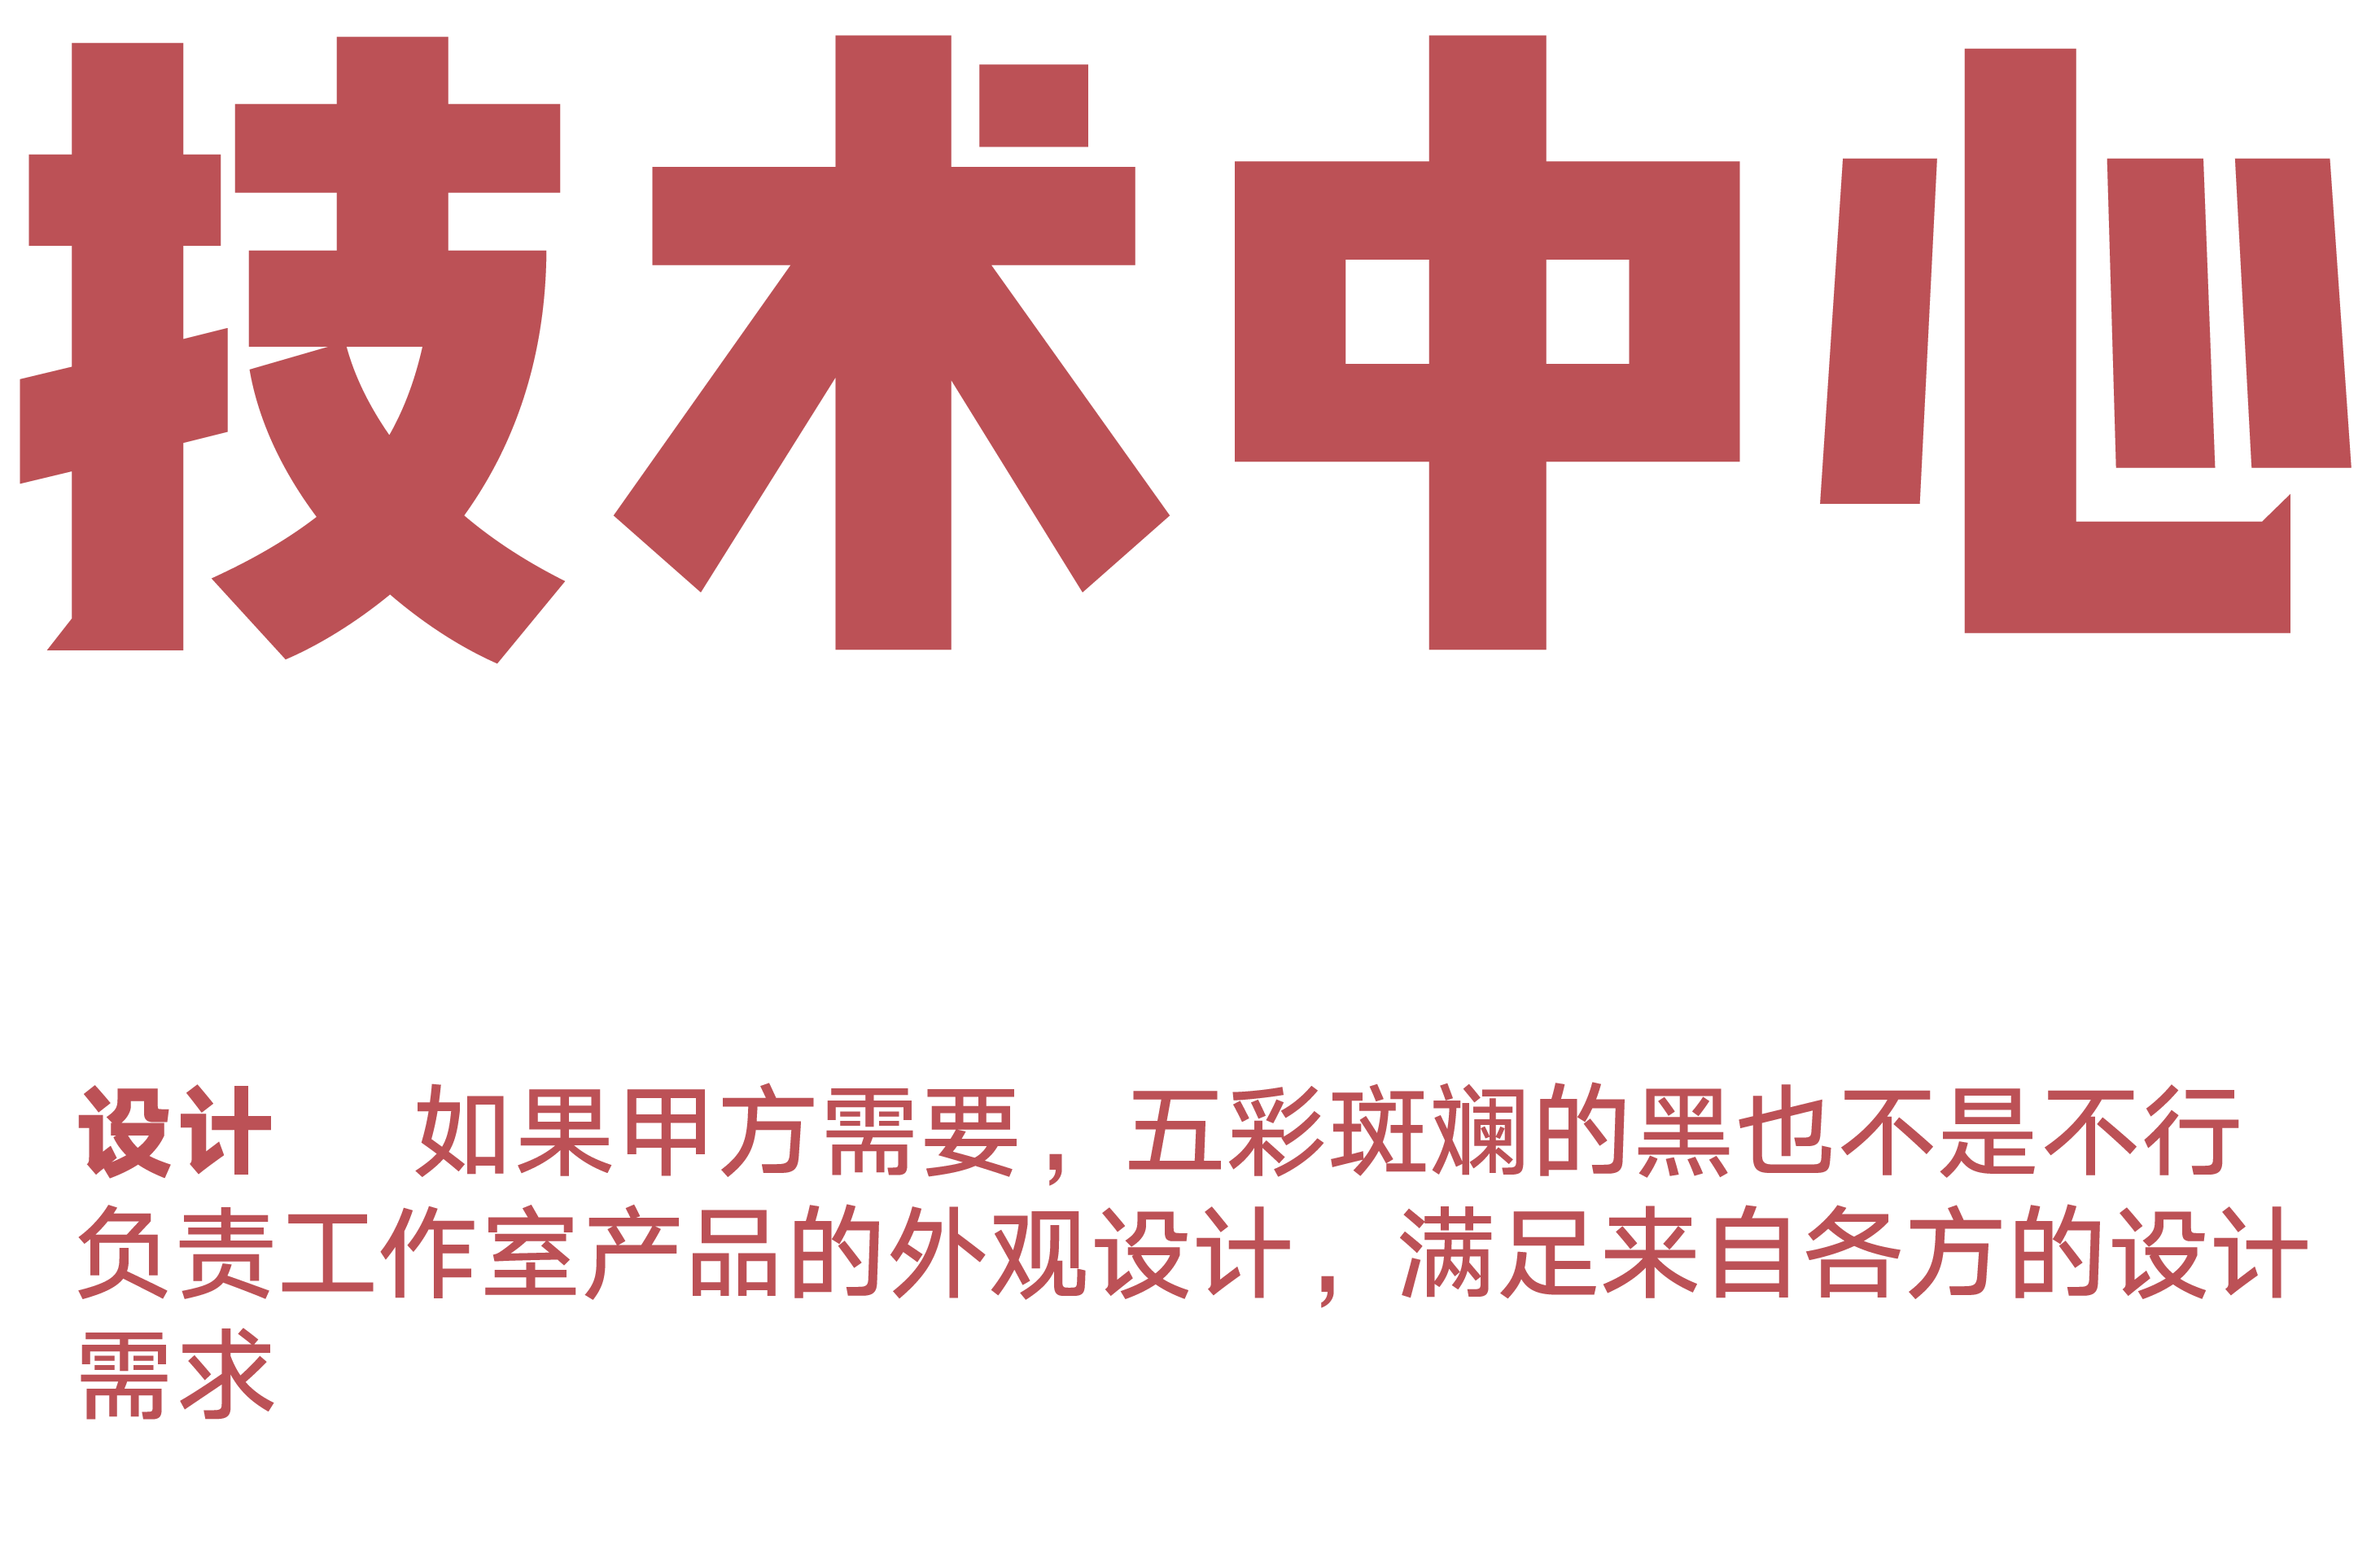 技术中心
设计 如果甲方需要，五彩斑斓的黑也不是不行
负责工作室产品的外观设计，满足来自各方的设计
需求